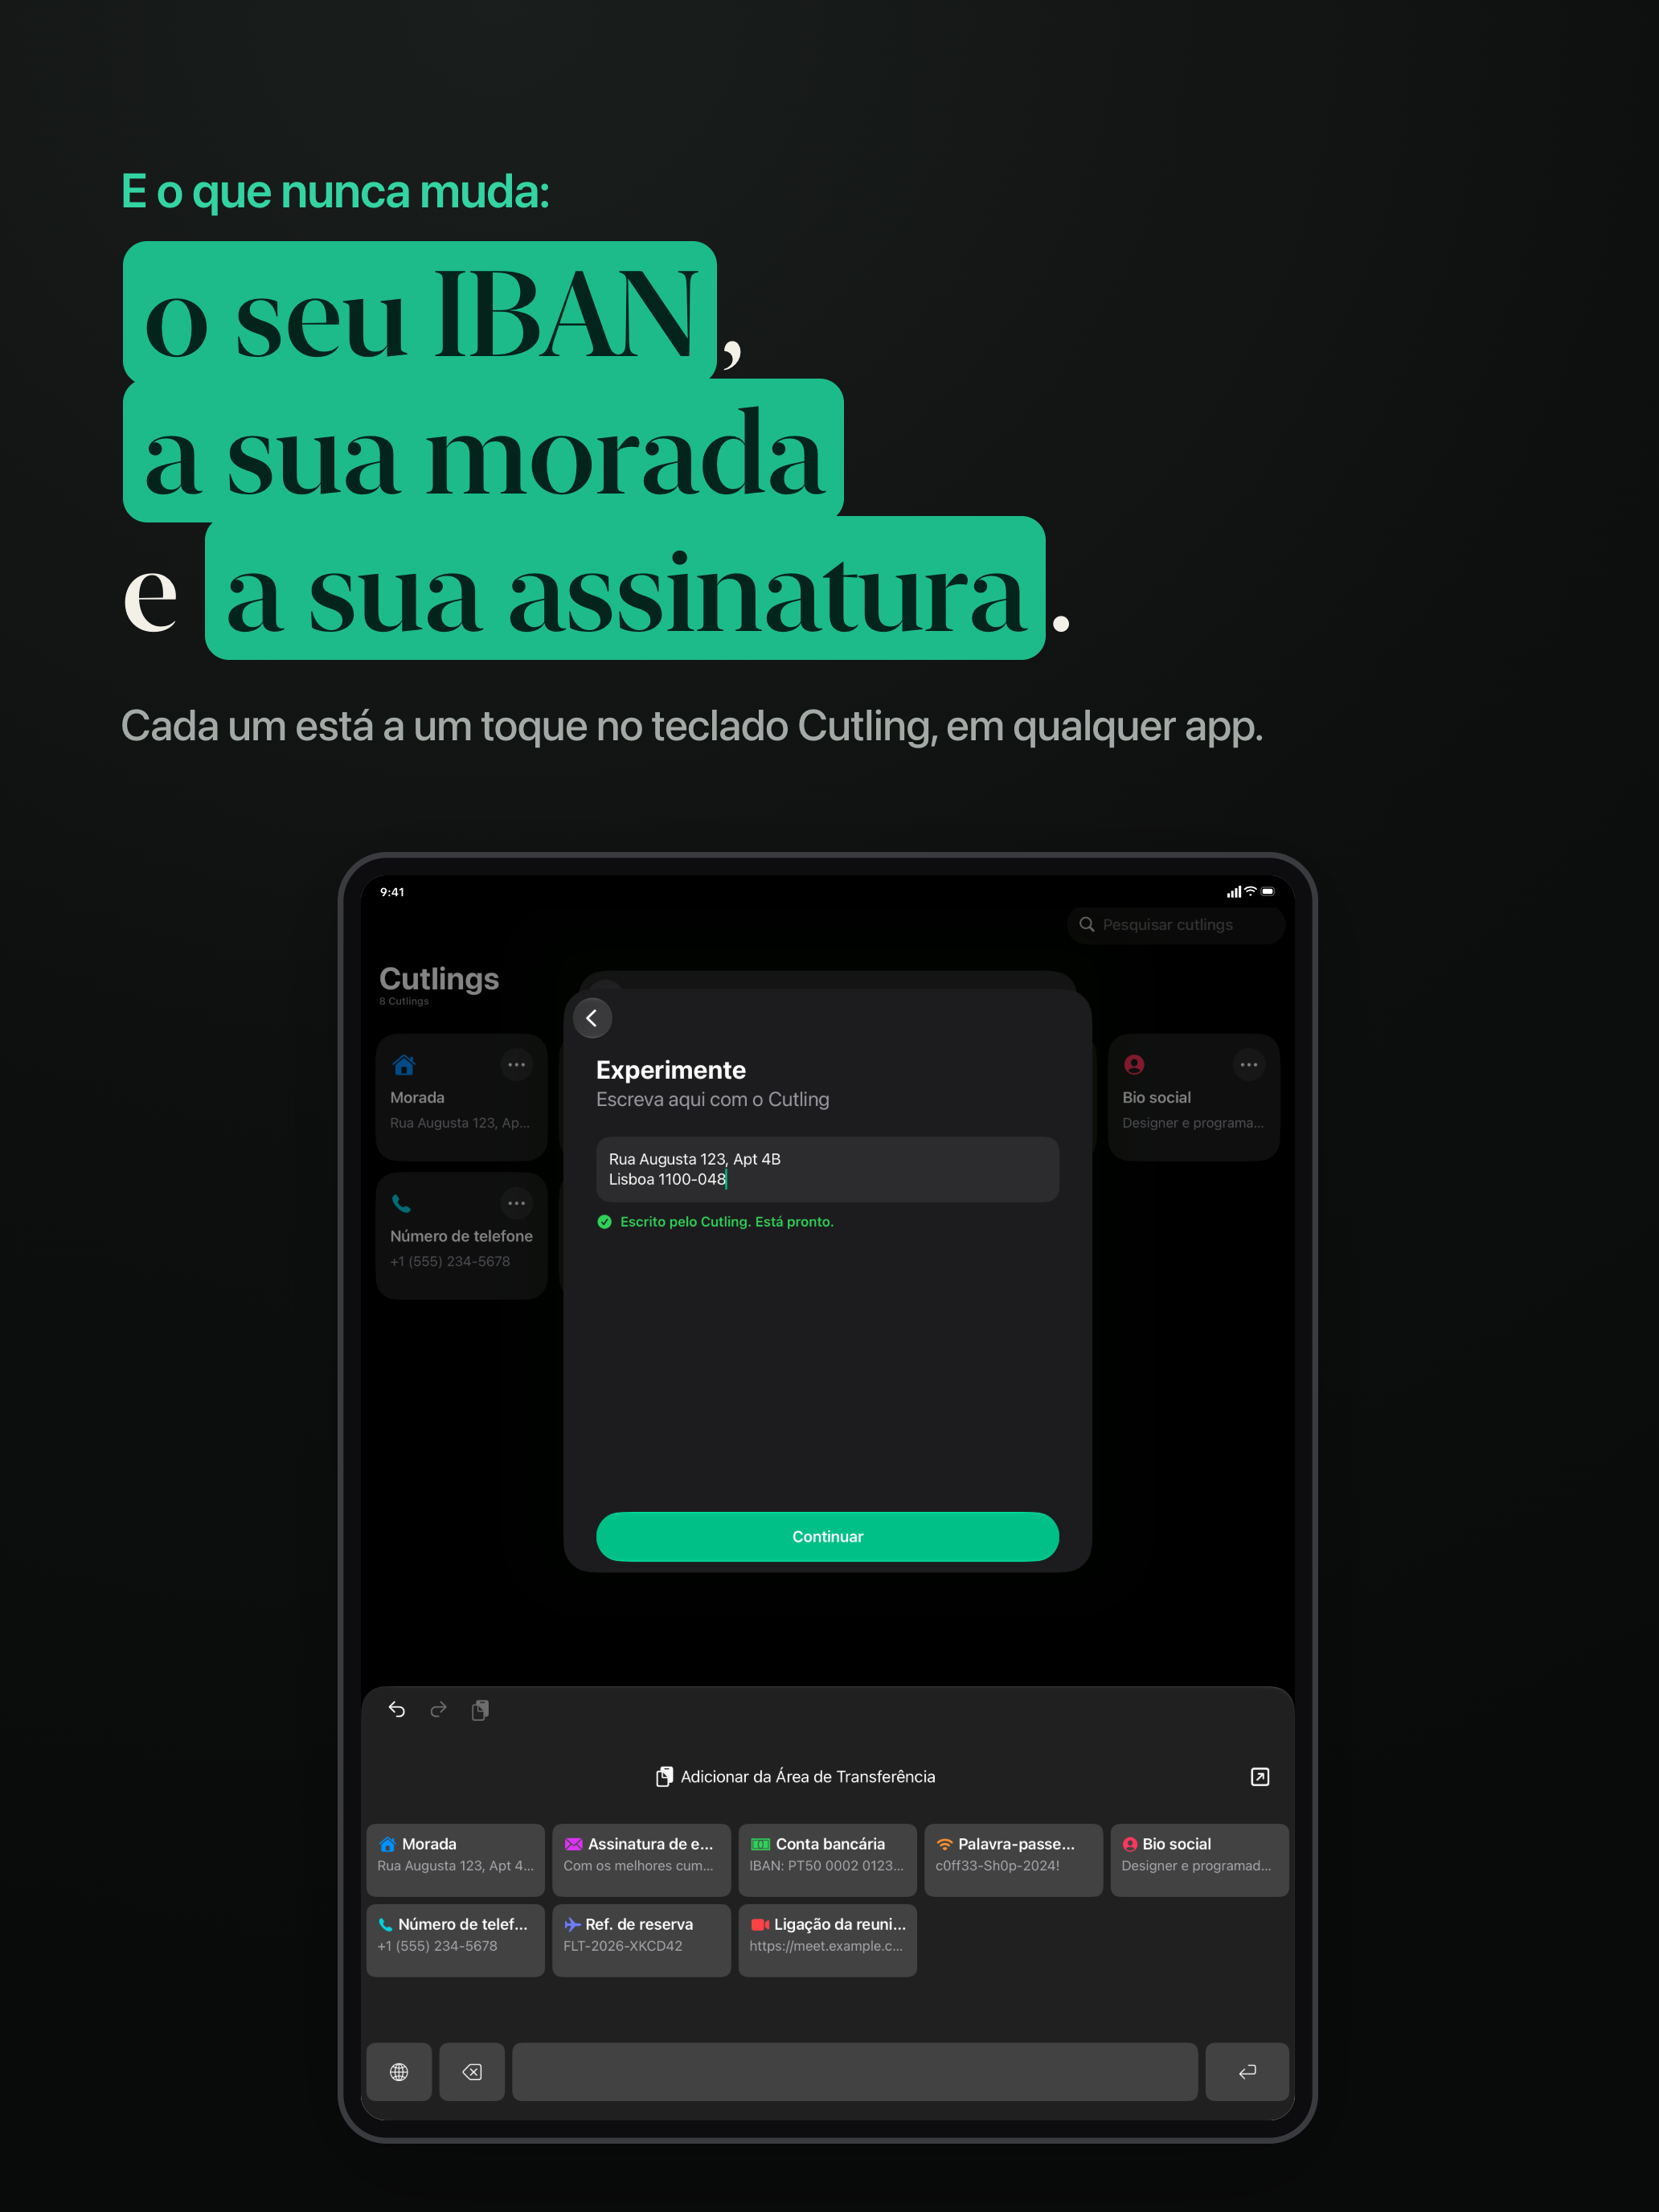 E o que nunca muda:
o seu IBAN,
a sua morada
e a sua assinatura.
Cada um está a um toque no teclado Cutling, em qualquer app.
9:41
Pesquisar cutlings
Cutlings
8 Cutlings
Morada
Rua Augusta 123, Ap...
Bio social
Designer e programa...
Número de telefone
+1 (555) 234-5678
Experimente
Escreva aqui com o Cutling
Rua Augusta 123, Apt 4B
Lisboa 1100-048
Escrito pelo Cutling. Está pronto.
Continuar
Adicionar da Área de Transferência
Morada
Rua Augusta 123, Apt 4...
Assinatura de e...
Com os melhores cum...
Conta bancária
IBAN: PT50 0002 0123...
Palavra-passe...
c0ff33-Sh0p-2024!
Bio social
Designer e programad...
Número de telef...
+1 (555) 234-5678
Ref. de reserva
FLT-2026-XKCD42
Ligação da reuni...
https://meet.example.c...